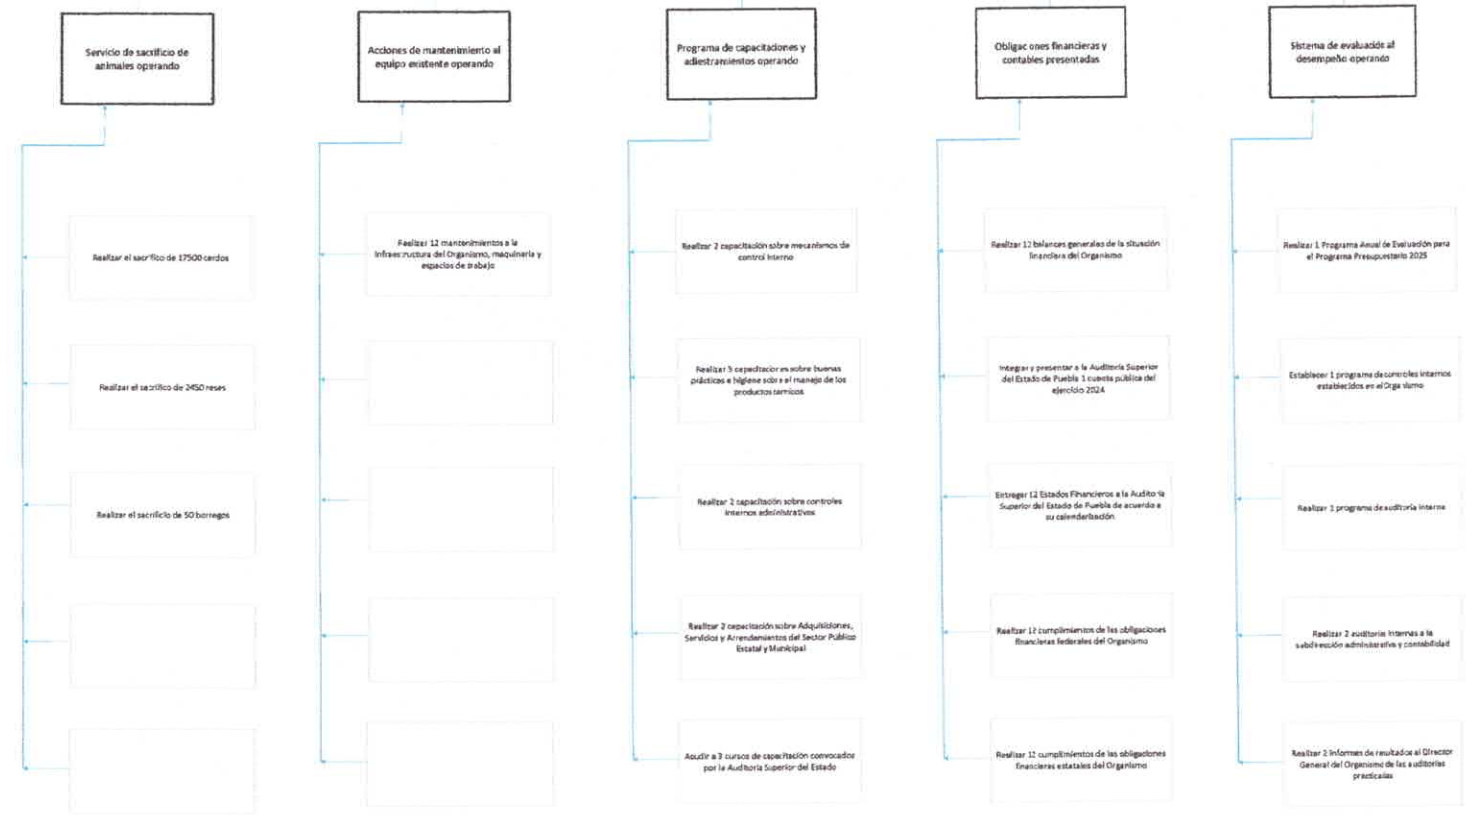 Servicio de sacrificio de
animales operando
Acciones de mantenimiento al
equipo existente operando
Programa de capacitaciones y
adiestramientos operando
Obligac ones financieras y
contables presentadas
Sistema de evaluación al
desempeño operando
Realizar el sacrifico de 17500 cerdos
Realizar el sacrifico de 2450 reses
Realizar el sacrificio de 50 borregos
Realizar 12 mantenimientos a la
Infraestructura del Organismo, maquinaria y
espacios de trabajo
Realizar 2 capacitación sobre mecanismos de
control Interno
Realizar 3 capacitaciones sobre buenas
prácticas e higiene sobre el manejo de los
productos carnicos
Realizar 2 capacitación sobre controles
internos administrativos
Realizar 2 capacitación sobre Adquisiciones,
Servicios y Arrendamientos del Sector Público
Estatal y Municipal
Acudir a 3 cursos de capacitación convocados
por la Auditoría Superior del Estado
Realizar 12 balances generales de la situación
financiera del Organismo
Integrar y presentar a la Auditoría Superior
del Estado de Puebla 1 cuenta pública del
ejercicio 2024
Entregar 12 Estados Financieros a la Auditoría
Superior del Estado de Puebla de acuerdo a
su calendarización
Realizar 12 cumplimientos de las obligaciones
financieras federales del Organismo
Realizar 12 cumplimientos de las obligaciones
financieras estatales del Organismo
Realizar 1 Programa Anual de Evaluación para
el Programa Presupuestario 2025
Establecer 1 programa de controles internos
establecidos en el Orga vismo
Realizar 1 programa de auditoría interna
Realizar 2 auditorías Internas a la
subdirección administrativa y contabilidad
Realizar 2 Informes de resultados al Director
General del Organismo de las auditorías
practicadas